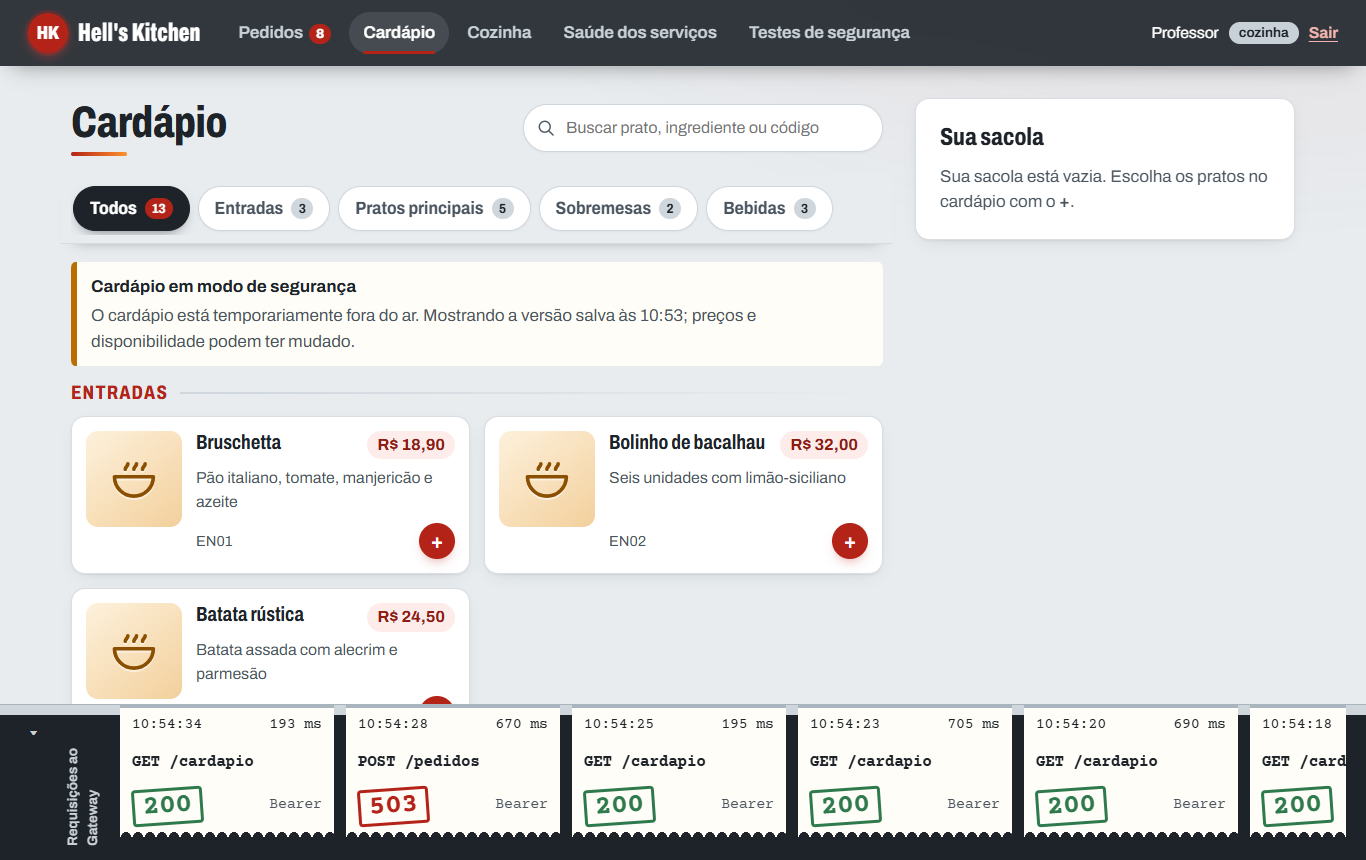 HK Hell's Kitchen Pedidos 8 Cardápio Cozinha Saúde dos serviços Testes de segurança Professor cozinha Sair
Cardápio
Buscar prato, ingrediente ou código
Todos 13 Entradas 3 Pratos principais 5 Sobremesas 2 Bebidas 3
Sua sacola
Sua sacola está vazia. Escolha os pratos no
cardápio com o +.
Cardápio em modo de segurança
O cardápio está temporariamente fora do ar. Mostrando a versão salva às 10:53; preços e
disponibilidade podem ter mudado.
ENTRADAS
Bruschetta R$ 18,90
Pão italiano, tomate, manjericão e
azeite
EN01 +
Bolinho de bacalhau R$ 32,00
Seis unidades com limão-siciliano
EN02 +
Batata rústica R$ 24,50
Batata assada com alecrim e
parmesão
Requisições ao
Gateway
10:54:34 193 ms
GET /cardapio
200 Bearer
10:54:28 670 ms
POST /pedidos
503 Bearer
10:54:25 195 ms
GET /cardapio
200 Bearer
10:54:23 705 ms
GET /cardapio
200 Bearer
10:54:20 690 ms
GET /cardapio
200 Bearer
10:54:18
GET /card
200